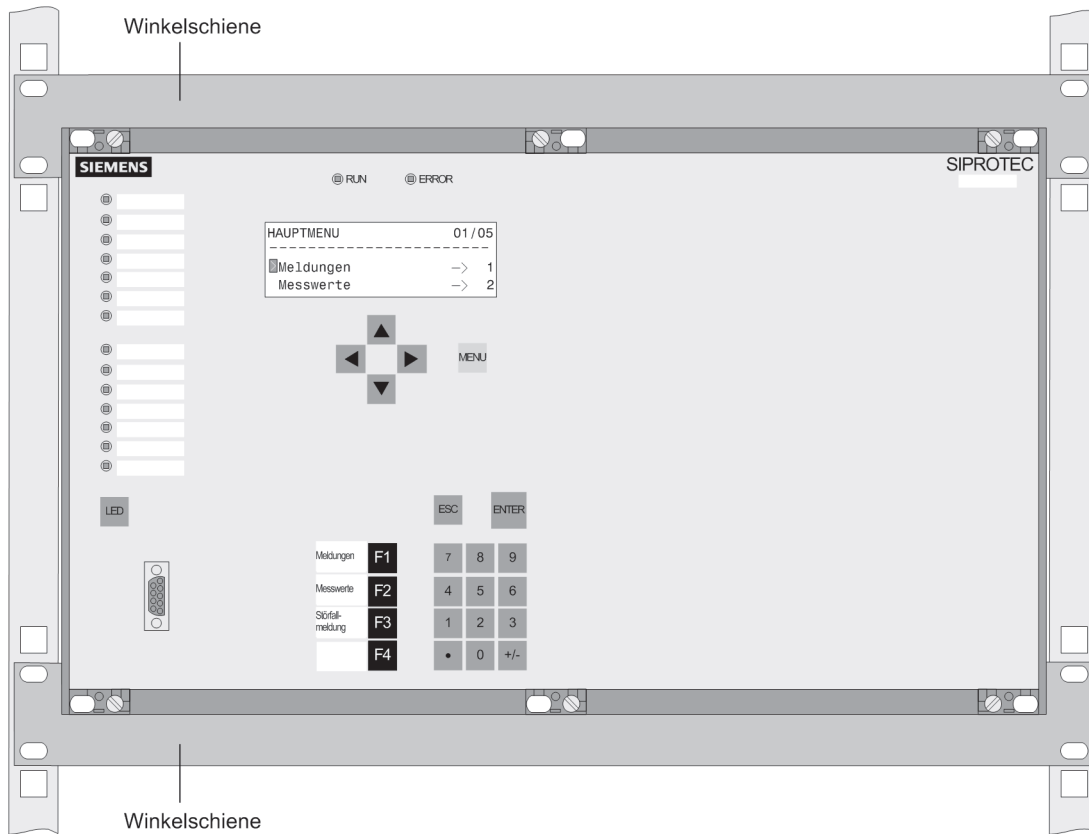 Winkelschiene
SIEMENS
SIPROTEC
RUN
ERROR
HAUPTMENU 01/05
Meldungen —> 1
Messwerte —> 2
MENU
LED
ESC
ENTER
Meldungen F1
7 8 9
Messwerte F2
4 5 6
Störfall-
meldung F3
1 2 3
F4
• 0 +/-
Winkelschiene